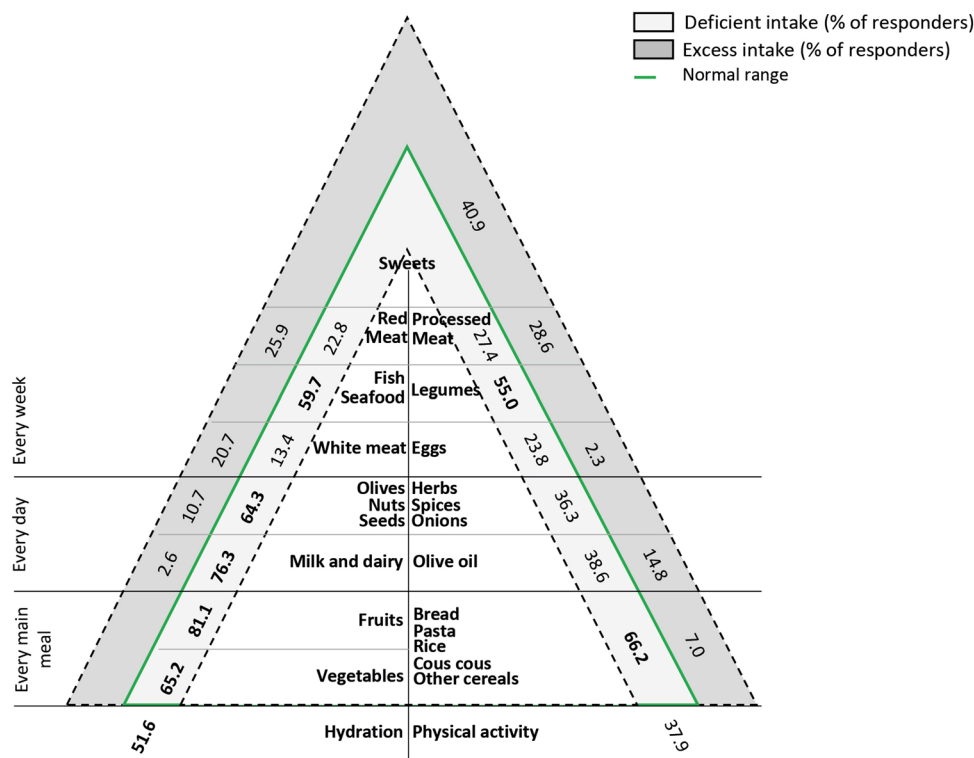 Deficient intake (% of responders)
Excess intake (% of responders)
Normal range
40.9
Sweets
25.9
22.8
Red
Meat
Processed
Meat
27.4
28.6
59.7
Fish
Seafood
Legumes
55.0
Every week
20.7
13.4
White meat
Eggs
23.8
2.3
10.7
64.3
Olives
Nuts
Seeds
Herbs
Spices
Onions
36.3
Every day
2.6
76.3
Milk and dairy
Olive oil
38.6
14.8
Every main
meal
81.1
Fruits
Bread
Pasta
Rice
Cous cous
Other cereals
66.2
7.0
65.2
Vegetables
51.6
Hydration
Physical activity
37.9